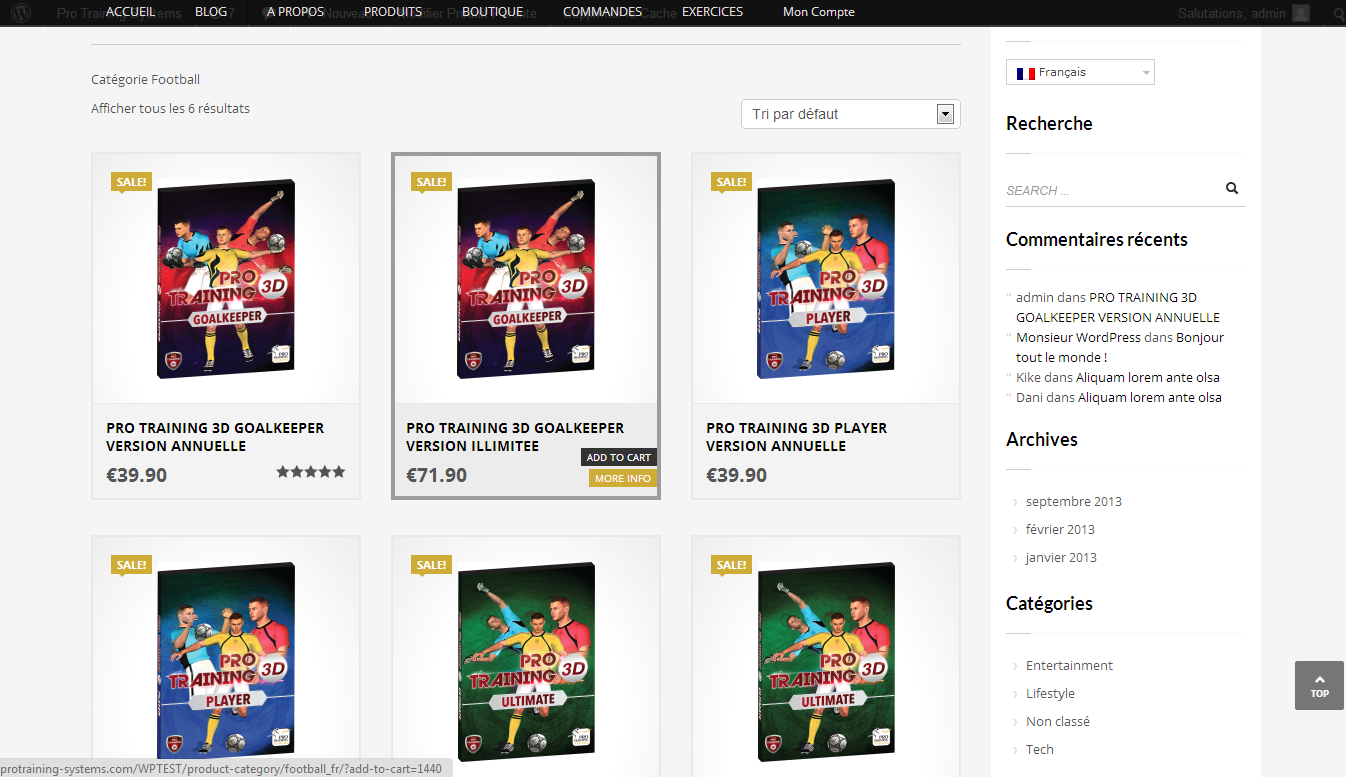 ACCUEIL BLOG A PROPOS PRODUITS BOUTIQUE COMMANDES EXERCICES Mon Compte
Salutations, admin
Français
Catégorie Football
Afficher tous les 6 résultats
Tri par défaut
Recherche
SEARCH ...
SALE!
PRO
TRAINING 3D
GOALKEEPER
PRO TRAINING 3D GOALKEEPER
VERSION ANNUELLE
€39.90
SALE!
PRO
TRAINING 3D
GOALKEEPER
PRO TRAINING 3D GOALKEEPER
VERSION ILLIMITEE
€71.90
ADD TO CART
MORE INFO
SALE!
PRO
TRAINING 3D
PLAYER
PRO TRAINING 3D PLAYER
VERSION ANNUELLE
€39.90
SALE!
PRO
TRAINING 3D
PLAYER
SALE!
PRO
TRAINING 3D
ULTIMATE
SALE!
PRO
TRAINING 3D
ULTIMATE
Commentaires récents
admin dans PRO TRAINING 3D
GOALKEEPER VERSION ANNUELLE
Monsieur WordPress dans Bonjour
tout le monde !
Kike dans Aliquam lorem ante olsa
Dani dans Aliquam lorem ante olsa
Archives
septembre 2013
février 2013
janvier 2013
Catégories
Entertainment
Lifestyle
Non classé
Tech
TOP
protraining-systems.com/WPTEST/product-category/football_fr/?add-to-cart=1440